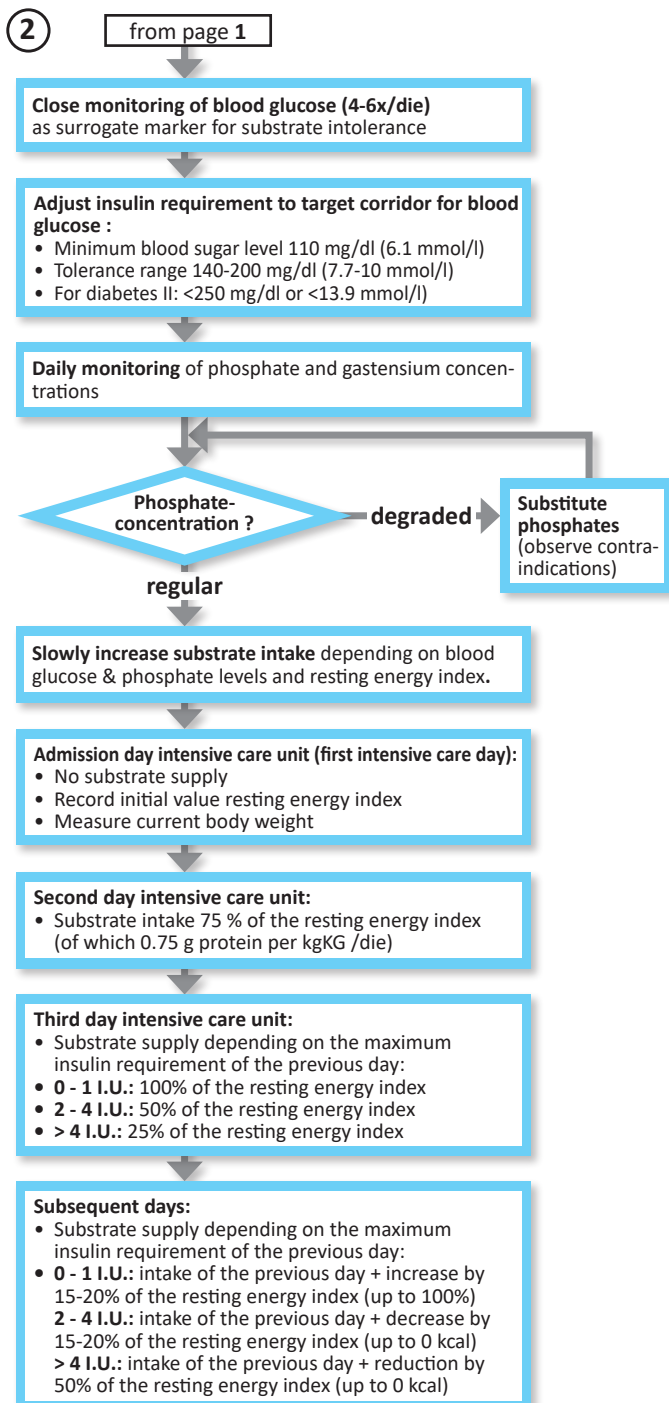 2
from page 1
Close monitoring of blood glucose (4-6x/die)
as surrogate marker for substrate intolerance
Adjust insulin requirement to target corridor for blood
glucose :
• Minimum blood sugar level 110 mg/dl (6.1 mmol/l)
• Tolerance range 140-200 mg/dl (7.7-10 mmol/l)
• For diabetes II: <250 mg/dl or <13.9 mmol/l)
Daily monitoring of phosphate and gastensium concen-
trations
Phosphate-
concentration ?
degraded
Substitute
phosphates
(observe contra-
indications)
regular
Slowly increase substrate intake depending on blood
glucose & phosphate levels and resting energy index.
Admission day intensive care unit (first intensive care day):
• No substrate supply
• Record initial value resting energy index
• Measure current body weight
Second day intensive care unit:
• Substrate intake 75 % of the resting energy index
(of which 0.75 g protein per kgKG /die)
Third day intensive care unit:
• Substrate supply depending on the maximum
insulin requirement of the previous day:
• 0 - 1 I.U.: 100% of the resting energy index
• 2 - 4 I.U.: 50% of the resting energy index
• > 4 I.U.: 25% of the resting energy index
Subsequent days:
• Substrate supply depending on the maximum
insulin requirement of the previous day:
• 0 - 1 I.U.: intake of the previous day + increase by
15-20% of the resting energy index (up to 100%)
2 - 4 I.U.: intake of the previous day + decrease by
15-20% of the resting energy index (up to 0 kcal)
> 4 I.U.: intake of the previous day + reduction by
50% of the resting energy index (up to 0 kcal)